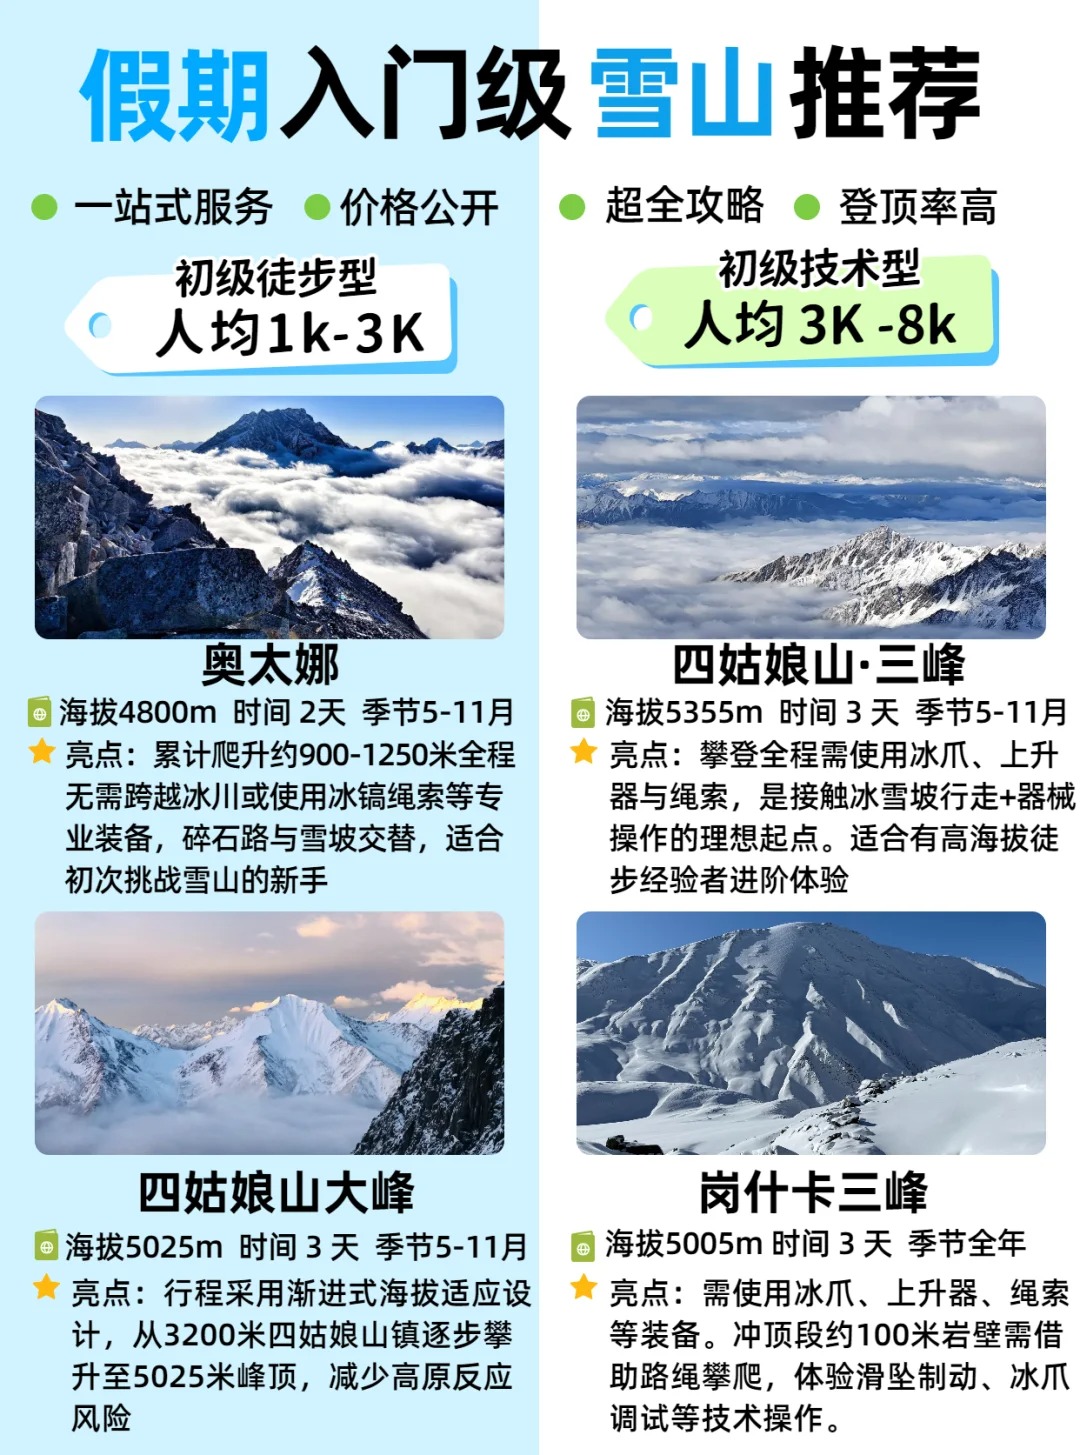 假期入门级雪山推荐
一站式服务 价格公开 超全攻略 登顶率高
初级徒步型
人均1k-3K
奥太娜
海拔4800m 时间 2天 季节5-11月
亮点：累计爬升约900-1250米全程
无需跨越冰川或使用冰镐绳索等专
业装备，碎石路与雪坡交替，适合
初次挑战雪山的新手
四姑娘山大峰
海拔5025m 时间 3 天 季节5-11月
亮点：行程采用渐进式海拔适应设
计，从3200米四姑娘山镇逐步攀
升至5025米峰顶，减少高原反应
风险
初级技术型
人均 3K -8k
四姑娘山·三峰
海拔5355m 时间 3 天 季节5-11月
亮点：攀登全程需使用冰爪、上升
器与绳索，是接触冰雪坡行走+器械
操作的理想起点。适合有高海拔徒
步经验者进阶体验
岗什卡三峰
海拔5005m 时间 3 天 季节全年
亮点：需使用冰爪、上升器、绳索
等装备。冲顶段约100米岩壁需借
助路绳攀爬，体验滑坠制动、冰爪
调试等技术操作。